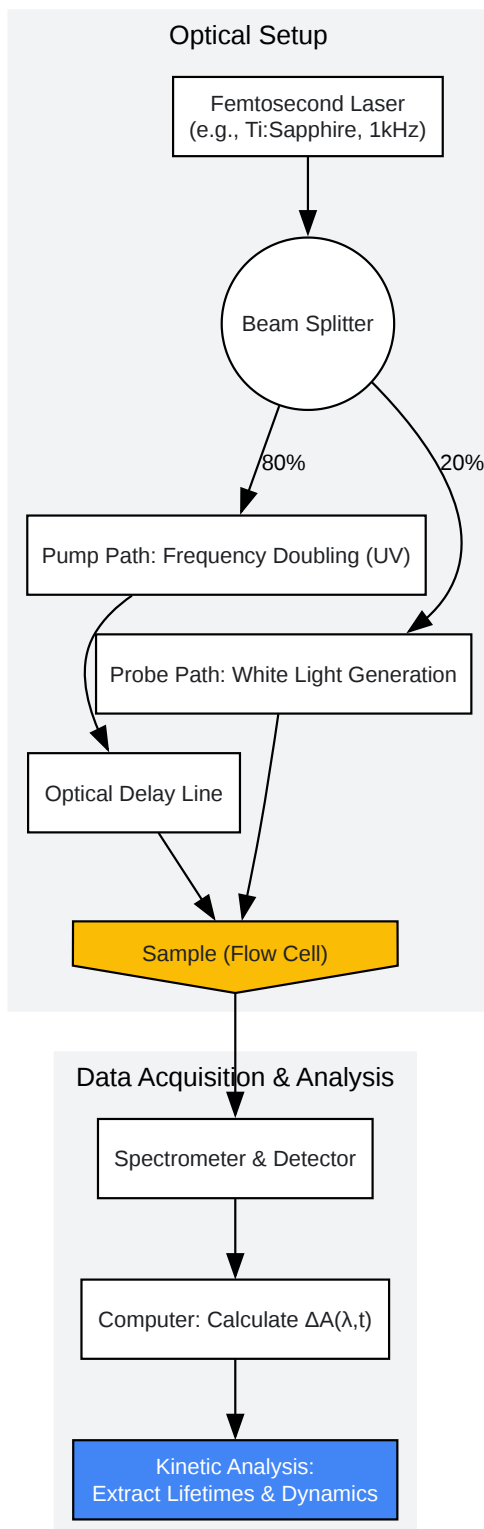 Optical Setup
Femtosecond Laser
(e.g., Ti:Sapphire, 1kHz)
Beam Splitter
80%
20%
Pump Path: Frequency Doubling (UV)
Probe Path: White Light Generation
Optical Delay Line
Sample (Flow Cell)
Data Acquisition & Analysis
Spectrometer & Detector
Computer: Calculate ΔA(λ,t)
Kinetic Analysis:
Extract Lifetimes & Dynamics